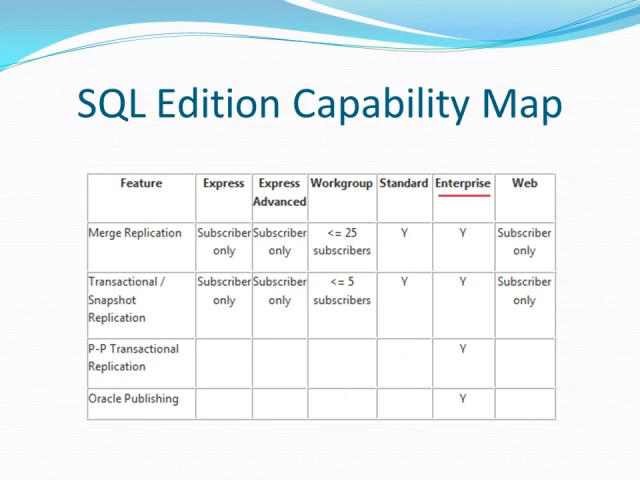 SQL Edition Capability Map
Feature Express Express Advanced Workgroup Standard Enterprise Web
Merge Replication Subscriber only Subscriber only <= 25 subscribers Y Y Subscriber only
Transactional / Snapshot Replication Subscriber only Subscriber only <= 5 subscribers Y Y Subscriber only
P-P Transactional Replication Y
Oracle Publishing Y